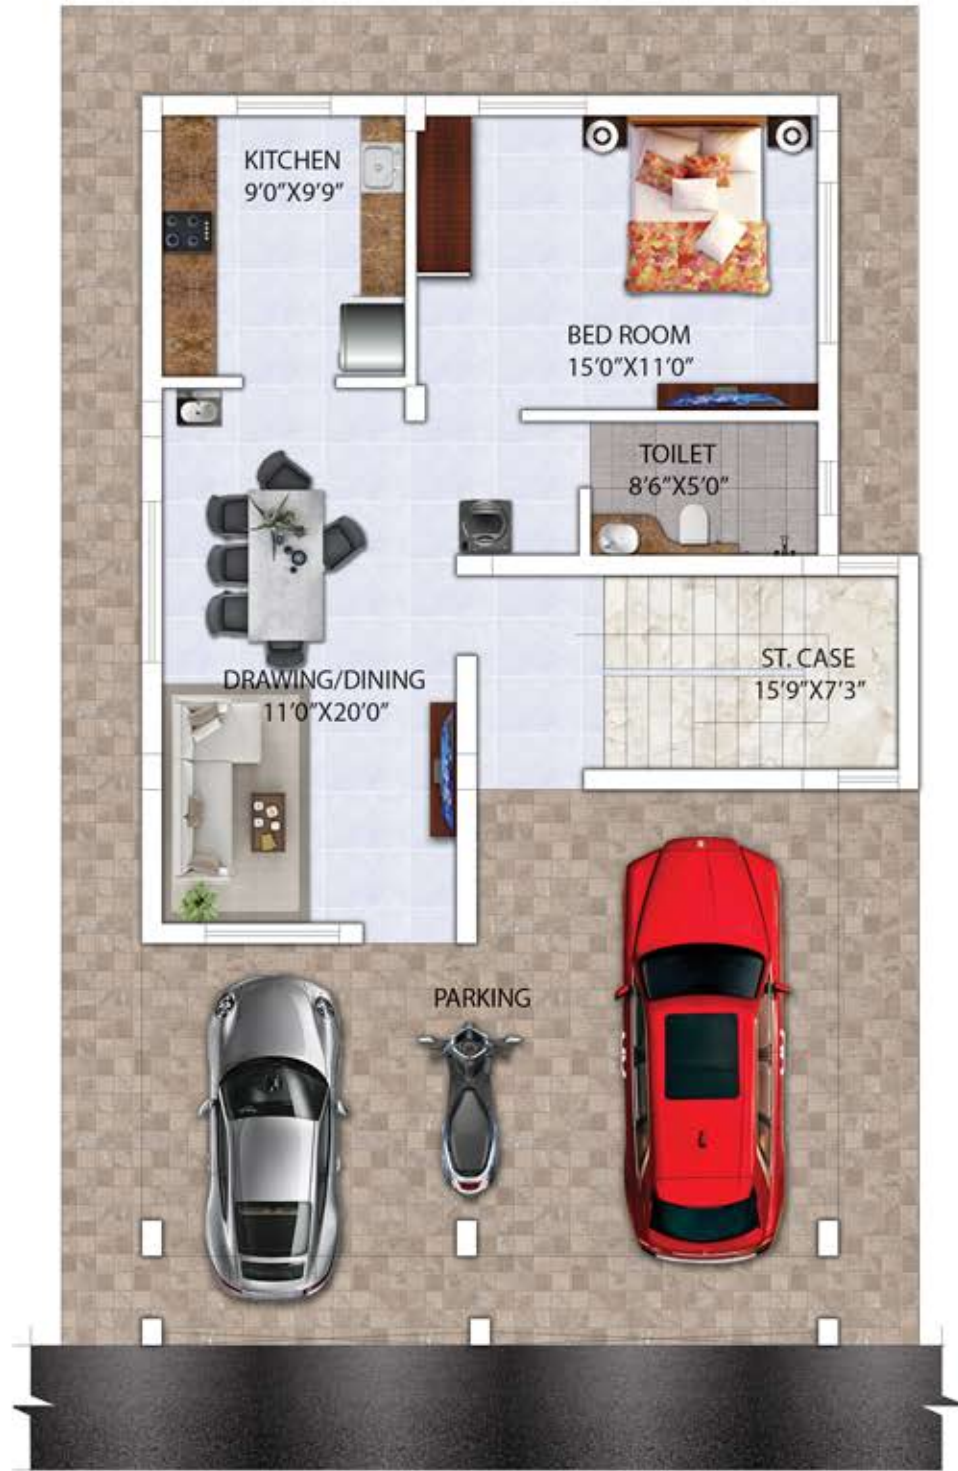 KITCHEN
9'0"X9'9"
BED ROOM
15'0"X11'0"
TOILET
8'6"X5'0"
ST. CASE
15'9"X7'3"
DRAWING/DINING
11'0"X20'0"
PARKING